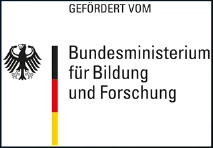 GEFÖRDERT VOM
Bundesministerium
für Bildung
und Forschung